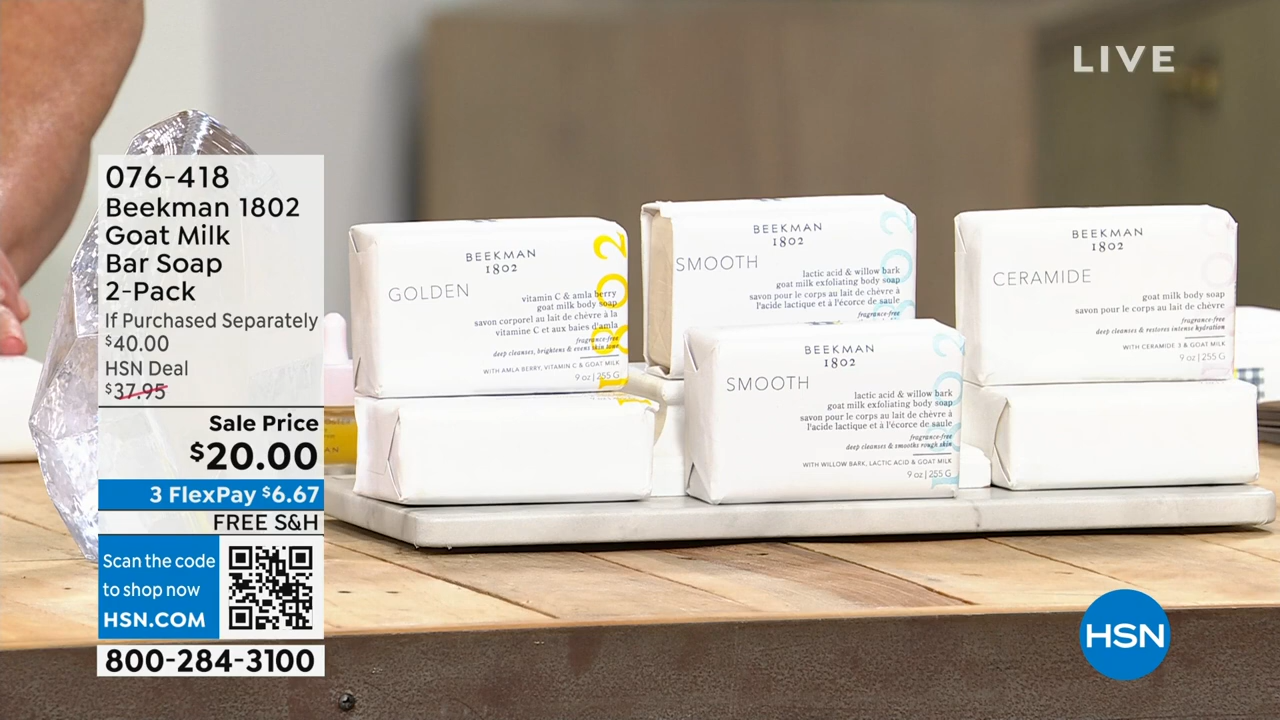 LIVE
076-418
Beekman 1802
Goat Milk
Bar Soap
2-Pack
If Purchased Separately
$40.00
HSN Deal
$37.95
Sale Price
$20.00
3 FlexPay $6.67
FREE S&H
Scan the code
to shop now
HSN.COM
800-284-3100
BEEKMAN
1802
GOLDEN
vitamin C & amla berry
goat milk body soap
savon corporel au lait de chèvre à la
vitamine C et aux baies d'amla
fragrance-free
deep cleanses, brightens & evens skin tone
WITH AMLA BERRY, VITAMIN C & GOAT MILK
9 oz | 255 G
1802
BEEKMAN
1802
SMOOTH
lactic acid & willow bark
goat milk exfoliating body soap
savon pour le corps au lait de chèvre à
l'acide lactique et à l'écorce de saule
fragrance-free
BEEKMAN
1802
SMOOTH
lactic acid & willow bark
goat milk exfoliating body soap
savon pour le corps au lait de chèvre à
l'acide lactique et à l'écorce de saule
fragrance-free
deep cleanses & smooths rough skin
WITH WILLOW BARK, LACTIC ACID & GOAT MILK
9 oz | 255 G
1802
BEEKMAN
1802
CERAMIDE
goat milk body soap
savon pour le corps au lait de chèvre
fragrance-free
deep cleanses & restores intense hydration
WITH CERAMIDE 3 & GOAT MILK
9 oz | 255 G
HSN